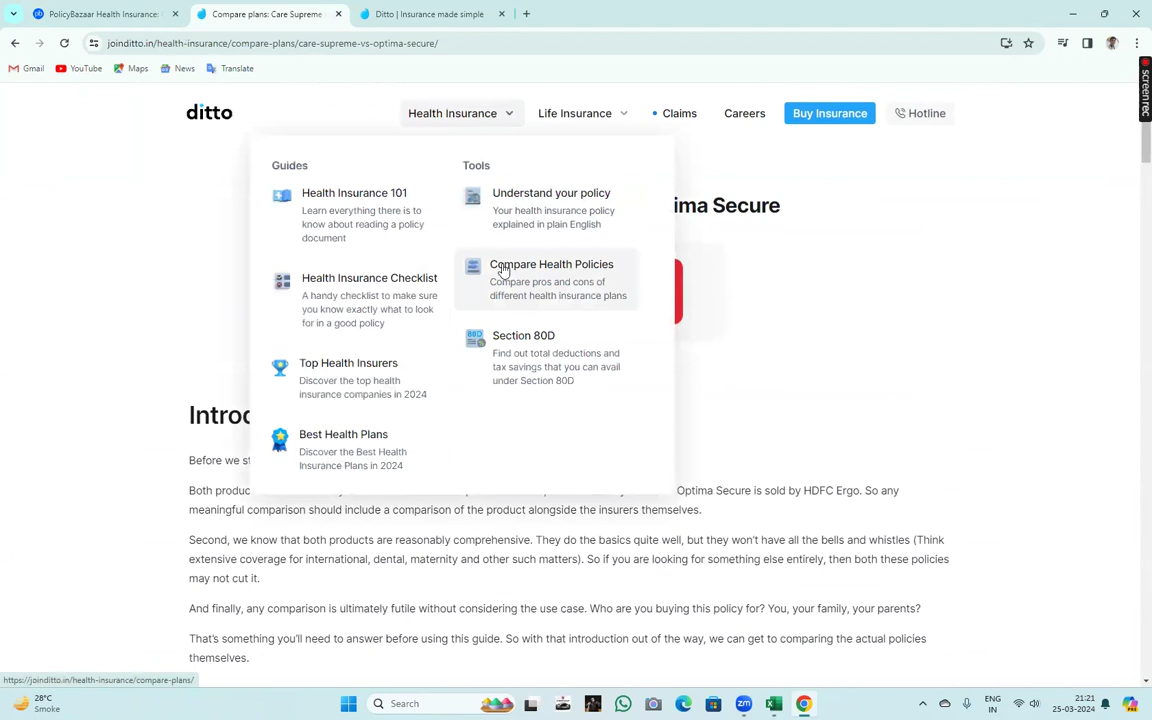 PolicyBazaar Health Insurance:
Compare plans: Care Supreme
Ditto | Insurance made simple
joinditto.in/health-insurance/compare-plans/care-supreme-vs-optima-secure/
Gmail YouTube Maps News Translate
screenrec
ditto
Health Insurance Life Insurance Claims Careers Buy Insurance Hotline
Guides
Health Insurance 101
Learn everything there is to
know about reading a policy
document
Health Insurance Checklist
A handy checklist to make sure
you know exactly what to look
for in a good policy
Top Health Insurers
Discover the top health
insurance companies in 2024
Best Health Plans
Discover the Best Health
Insurance Plans in 2024
Tools
Understand your policy
Your health insurance policy
explained in plain English
Compare Health Policies
Compare pros and cons of
different health insurance plans
Section 80D
Find out total deductions and
tax savings that you can avail
under Section 80D
ima Secure
Introd
Before we st
Both produc Optima Secure is sold by HDFC Ergo. So any
meaningful comparison should include a comparison of the product alongside the insurers themselves.
Second, we know that both products are reasonably comprehensive. They do the basics quite well, but they won't have all the bells and whistles (Think
extensive coverage for international, dental, maternity and other such matters). So if you are looking for something else entirely, then both these policies
may not cut it.
And finally, any comparison is ultimately futile without considering the use case. Who are you buying this policy for? You, your family, your parents?
That's something you'll need to answer before using this guide. So with that introduction out of the way, we can get to comparing the actual policies
themselves.
https://joinditto.in/health-insurance/compare-plans/
28°C
Smoke
Search
ENG
IN
21:21
25-03-2024